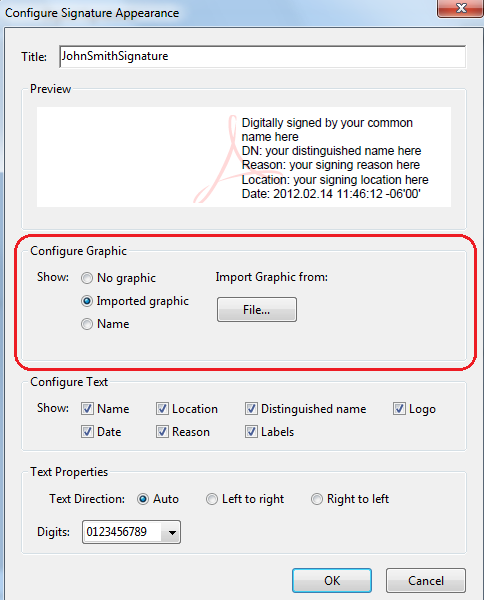 Configure Signature Appearance
Title: JohnSmithSignature
Preview
Digitally signed by your common
name here
DN: your distinguished name here
Reason: your signing reason here
Location: your signing location here
Date: 2012.02.14 11:46:12 -06'00'
Configure Graphic
Show: No graphic Import Graphic from:
Imported graphic File...
Name
Configure Text
Show: Name Location Distinguished name Logo
Date Reason Labels
Text Properties
Text Direction: Auto Left to right Right to left
Digits: 0123456789
OK Cancel